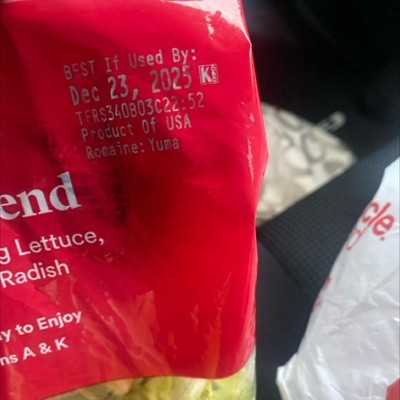 BEST If Used By:
Dec 23, 2025 K
TFRS340B03C22:52
Product Of USA
Romaine: Yuma
end
g Lettuce,
Radish
y to Enjoy
ns A & K
cle.